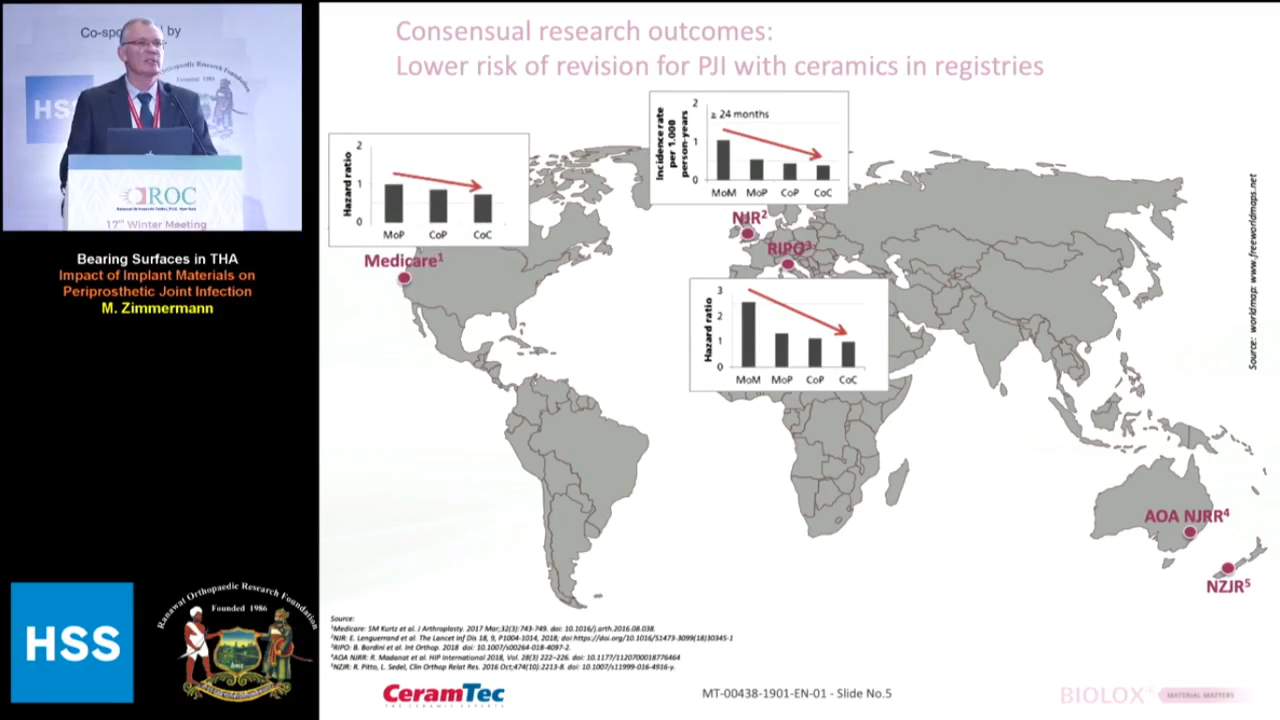 Co-sponsored by
HSS
Orthopaedic Research Foundation
Founded 1986
ROC
17th Winter Meeting
Bearing Surfaces in THA
Impact of Implant Materials on
Periprosthetic Joint Infection
M. Zimmermann
HSS
Ranawat Orthopaedic Research Foundation
Founded 1986
Consensual research outcomes:
Lower risk of revision for PJI with ceramics in registries
Hazard ratio
2
1
0
MoP CoP CoC
Medicare1
Incidence rate
per 1.000
person-years
2
1
0
≥ 24 months
MoM MoP CoP CoC
NJR2
RIPO3
Hazard ratio
3
2
1
0
MoM MoP CoP CoC
AOA NJRR4
NZJR5
Source: worldmap: www.freeworldmaps.net
Source:
1Medicare: SM Kurtz et al. J Arthroplasty. 2017 Mar;32(3):743-749. doi: 10.1016/j.arth.2016.08.038.
2NJR: E. Lenguerrand et al. The Lancet Inf Dis 18, 9, P1004-1014, 2018; doi https://doi.org/10.1016/S1473-3099(18)30345-1
3RIPO: B. Bordini et al. Int Orthop. 2018 doi: 10.1007/s00264-018-4097-2.
4AOA NJRR: R. Madanat et al. HIP International 2018, Vol. 28(3) 222–226. doi: 10.1177/1120700018776464
5NZJR: R. Pitto, L. Sedel, Clin Orthop Relat Res. 2016 Oct;474(10):2213-8. doi: 10.1007/s11999-016-4916-y.
CeramTec
THE CERAMIC EXPERTS
MT-00438-1901-EN-01 - Slide No.5
BIOLOX®
MATERIAL MATTERS